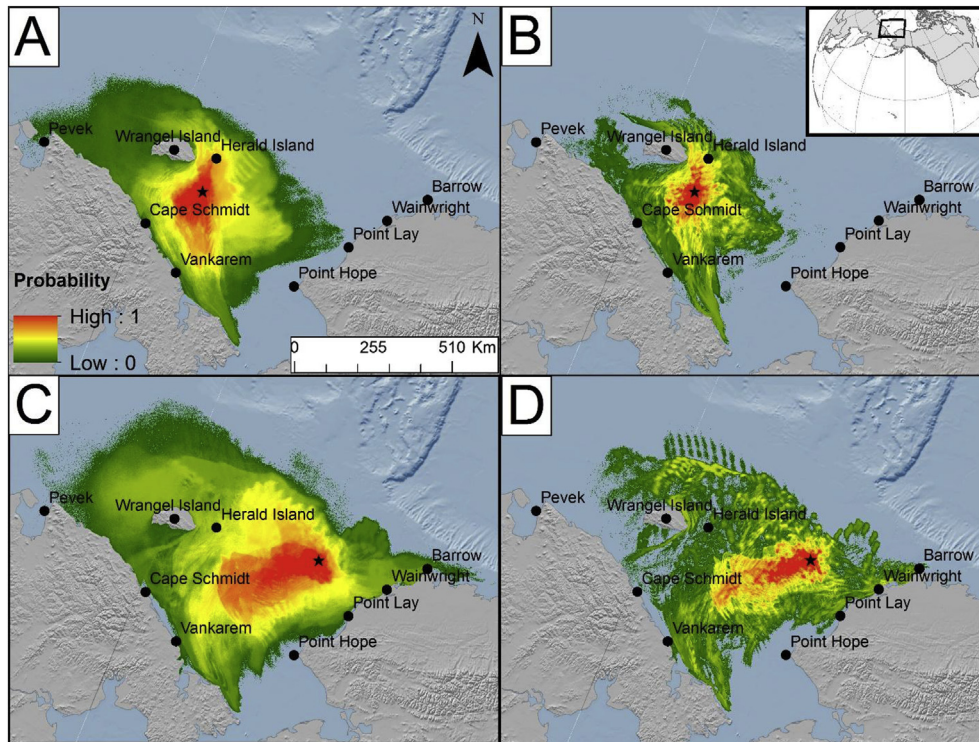 A
N
Pevek
Wrangel Island
Herald Island
Cape Schmidt
Barrow
Wainwright
Point Lay
Vankarem
Point Hope
Probability
High : 1
Low : 0
0 255 510 Km
B
Pevek
Wrangel Island
Herald Island
Cape Schmidt
Barrow
Wainwright
Point Lay
Vankarem
Point Hope
C
Pevek
Wrangel Island
Herald Island
Cape Schmidt
Barrow
Wainwright
Point Lay
Vankarem
Point Hope
D
Pevek
Wrangel Island
Herald Island
Cape Schmidt
Barrow
Wainwright
Point Lay
Vankarem
Point Hope